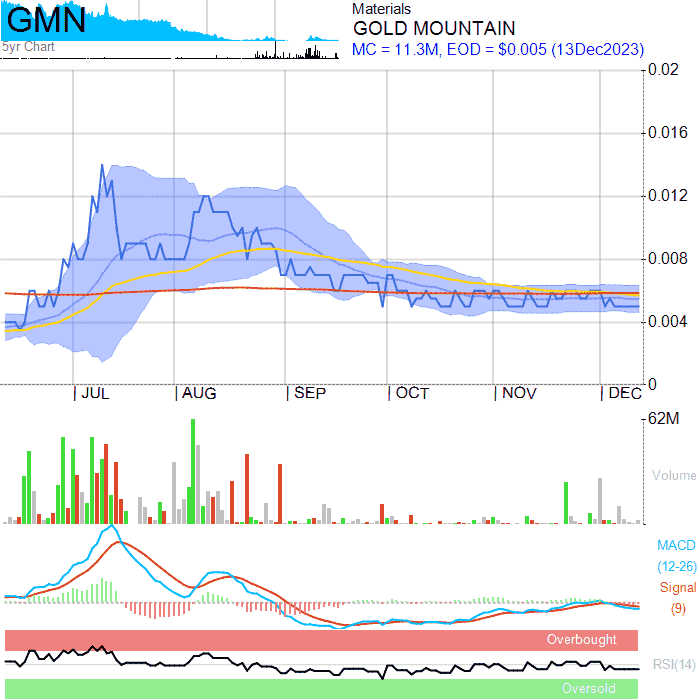 GMN
5yr Chart
Materials
GOLD MOUNTAIN
MC = 11.3M, EOD = $0.005 (13Dec2023)
0.02
0.016
0.012
0.008
0.004
0
JUL AUG SEP OCT NOV DEC
62M
Volume
MACD
(12-26)
Signal
(9)
Overbought
RSI(14)
Oversold